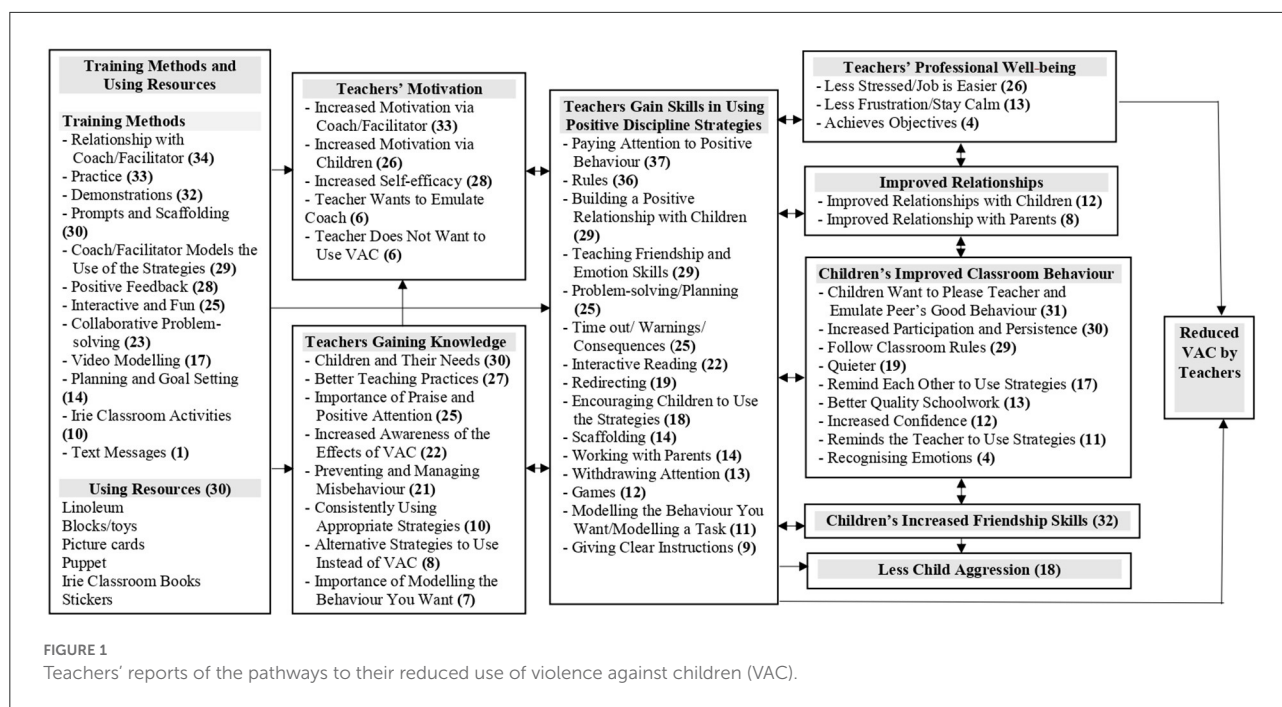 Training Methods and
Using Resources
Training Methods
- Relationship with
Coach/Facilitator (34)
- Practice (33)
- Demonstrations (32)
- Prompts and Scaffolding
(30)
- Coach/Facilitator Models the
Use of the Strategies (29)
- Positive Feedback (28)
- Interactive and Fun (25)
- Collaborative Problem-
solving (23)
- Video Modelling (17)
- Planning and Goal Setting
(14)
- Irie Classroom Activities
(10)
- Text Messages (1)
Using Resources (30)
Linoleum
Blocks/toys
Picture cards
Puppet
Irie Classroom Books
Stickers
Teachers' Motivation
- Increased Motivation via
Coach/Facilitator (33)
- Increased Motivation via
Children (26)
- Increased Self-efficacy (28)
- Teacher Wants to Emulate
Coach (6)
- Teacher Does Not Want to
Use VAC (6)
Teachers Gaining Knowledge
- Children and Their Needs (30)
- Better Teaching Practices (27)
- Importance of Praise and
Positive Attention (25)
- Increased Awareness of the
Effects of VAC (22)
- Preventing and Managing
Misbehaviour (21)
- Consistently Using
Appropriate Strategies (10)
- Alternative Strategies to Use
Instead of VAC (8)
- Importance of Modelling the
Behaviour You Want (7)
Teachers Gain Skills in Using
Positive Discipline Strategies
- Paying Attention to Positive
Behaviour (37)
- Rules (36)
- Building a Positive
Relationship with Children
(29)
- Teaching Friendship and
Emotion Skills (29)
- Problem-solving/Planning
(25)
- Time out/ Warnings/
Consequences (25)
- Interactive Reading (22)
- Redirecting (19)
- Encouraging Children to Use
the Strategies (18)
- Scaffolding (14)
- Working with Parents (14)
- Withdrawing Attention (13)
- Games (12)
- Modelling the Behaviour You
Want/Modelling a Task (11)
- Giving Clear Instructions (9)
Teachers' Professional Well-being
- Less Stressed/Job is Easier (26)
- Less Frustration/Stay Calm (13)
- Achieves Objectives (4)
Improved Relationships
- Improved Relationships with Children (12)
- Improved Relationship with Parents (8)
Children's Improved Classroom Behaviour
- Children Want to Please Teacher and
Emulate Peer's Good Behaviour (31)
- Increased Participation and Persistence (30)
- Follow Classroom Rules (29)
- Quieter (19)
- Remind Each Other to Use Strategies (17)
- Better Quality Schoolwork (13)
- Increased Confidence (12)
- Reminds the Teacher to Use Strategies (11)
- Recognising Emotions (4)
Children's Increased Friendship Skills (32)
Less Child Aggression (18)
Reduced
VAC by
Teachers
FIGURE 1
Teachers' reports of the pathways to their reduced use of violence against children (VAC).